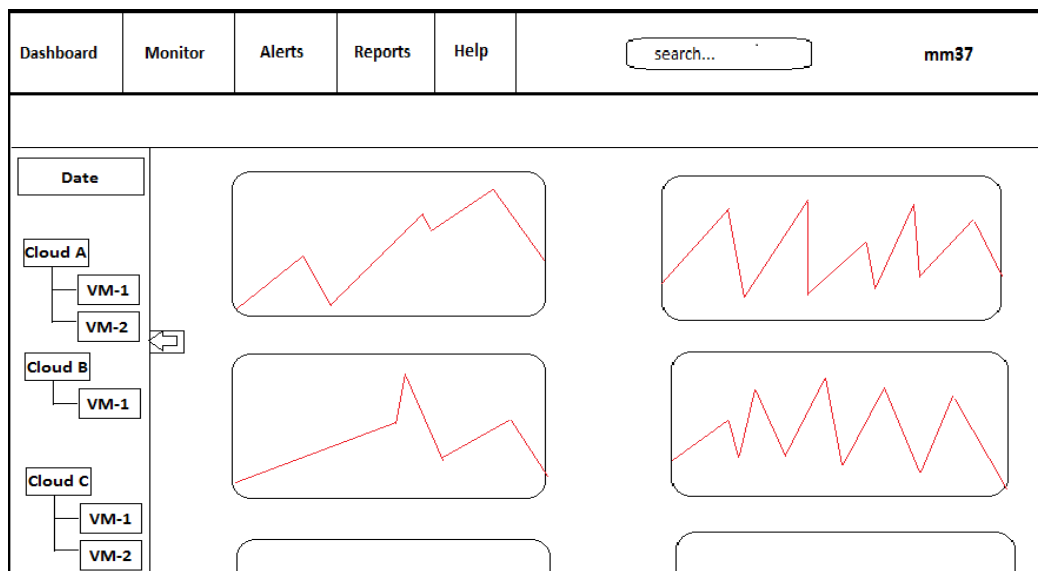 Dashboard
Monitor
Alerts
Reports
Help
search...
mm37
Date
Cloud A
VM-1
VM-2
Cloud B
VM-1
Cloud C
VM-1
VM-2